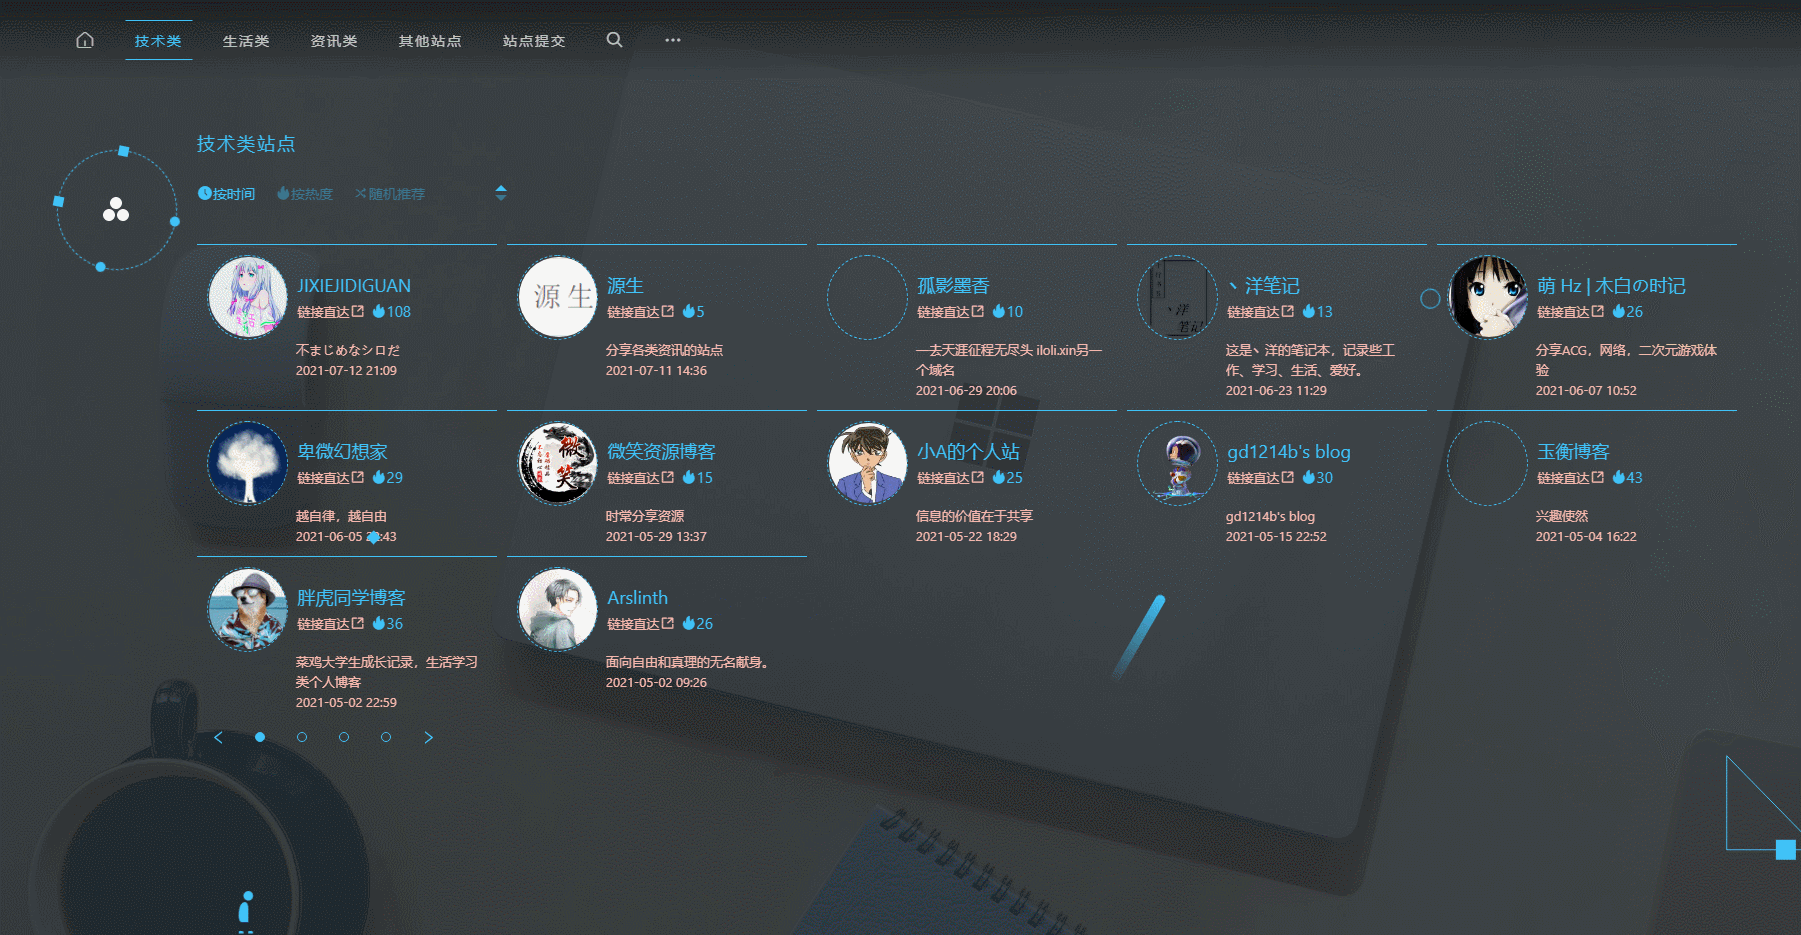 技术类 生活类 资讯类 其他站点 站点提交
技术类站点
按时间 按热度 随机推荐
JIXIEJIDIGUAN
链接直达 108
不まじめなシロだ
2021-07-12 21:09
源生
源生
链接直达 5
分享各类资讯的站点
2021-07-11 14:36
孤影墨香
链接直达 10
一去天涯征程无尽头 iloli.xin另一
个域名
2021-06-29 20:06
丶洋笔记
丶洋
笔记
链接直达 13
这是丶洋的笔记本，记录些工
作、学习、生活、爱好。
2021-06-23 11:29
萌 Hz | 木白の时记
链接直达 26
分享ACG，网络，二次元游戏体
验
2021-06-07 10:52
卑微幻想家
链接直达 29
越自律，越自由
2021-06-05 :43
微笑
微笑资源博客
链接直达 15
时常分享资源
2021-05-29 13:37
小A的个人站
链接直达 25
信息的价值在于共享
2021-05-22 18:29
gd1214b's blog
链接直达 30
gd1214b's blog
2021-05-15 22:52
玉衡博客
链接直达 43
兴趣使然
2021-05-04 16:22
胖虎同学博客
链接直达 36
菜鸡大学生成长记录，生活学习
类个人博客
2021-05-02 22:59
Arslinth
链接直达 26
面向自由和真理的无名献身。
2021-05-02 09:26